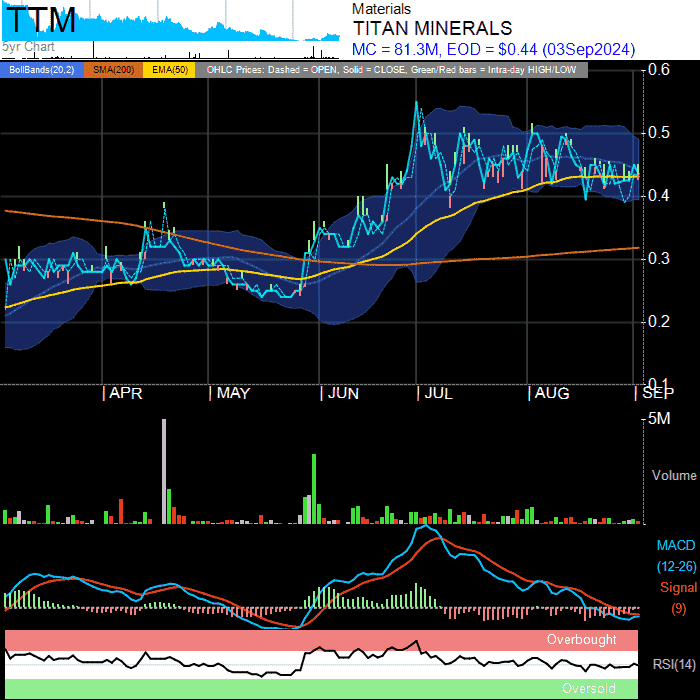 TTM
5yr Chart
Materials
TITAN MINERALS
MC = 81.3M, EOD = $0.44 (03Sep2024)
BollBands(20,2) SMA(200) EMA(50) OHLC Prices: Dashed = OPEN, Solid = CLOSE, Green/Red bars = Intra-day HIGH/LOW
0.6
0.5
0.4
0.3
0.2
0.1
APR MAY JUN JUL AUG SEP
5M
Volume
MACD
(12-26)
Signal
(9)
Overbought
RSI(14)
Oversold